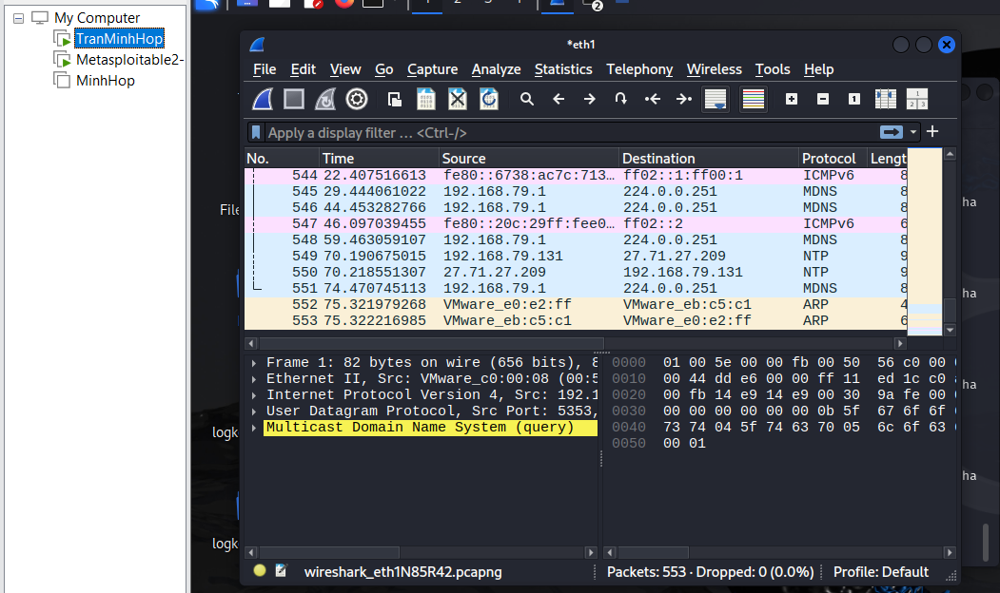 My Computer
TranMinhHop
Metasploitable2-
MinhHop
2
*eth1
File Edit View Go Capture Analyze Statistics Telephony Wireless Tools Help
Apply a display filter … <Ctrl-/>
No. Time Source Destination Protocol Lengt
544 22.407516613 fe80::6738:ac7c:713… ff02::1:ff00:1 ICMPv6 8
545 29.444061022 192.168.79.1 224.0.0.251 MDNS 8
546 44.453282766 192.168.79.1 224.0.0.251 MDNS 8
547 46.097039455 fe80::20c:29ff:fee0… ff02::2 ICMPv6 6
548 59.463059107 192.168.79.1 224.0.0.251 MDNS 8
549 70.190675015 192.168.79.131 27.71.27.209 NTP 9
550 70.218551307 27.71.27.209 192.168.79.131 NTP 9
551 74.470745113 192.168.79.1 224.0.0.251 MDNS 8
552 75.321979268 VMware_e0:e2:ff VMware_eb:c5:c1 ARP 4
553 75.322216985 VMware_eb:c5:c1 VMware_e0:e2:ff ARP 6
Frame 1: 82 bytes on wire (656 bits), 8
Ethernet II, Src: VMware_c0:00:08 (00:5
Internet Protocol Version 4, Src: 192.1
User Datagram Protocol, Src Port: 5353,
Multicast Domain Name System (query)
0000 01 00 5e 00 00 fb 00 50 56 c0 00
0010 00 44 dd e6 00 00 ff 11 ed 1c c0
0020 00 fb 14 e9 14 e9 00 30 9a fe 00
0030 00 00 00 00 00 00 0b 5f 67 6f 6f
0040 73 74 04 5f 74 63 70 05 6c 6f 63
0050 00 01
wireshark_eth1N85R42.pcapng
Packets: 553 · Dropped: 0 (0.0%)
Profile: Default
File
logk
logk
ha
ha
ha
ha